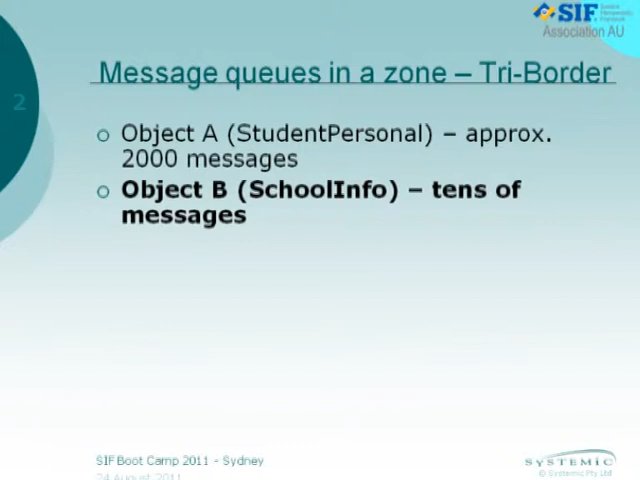 SIF
Association AU
Message queues in a zone – Tri-Border
2
Object A (StudentPersonal) – approx.
2000 messages
Object B (SchoolInfo) – tens of
messages
SIF Boot Camp 2011 – Sydney
24 August 2011
SYSTEMIC
© Systemic Pty Ltd